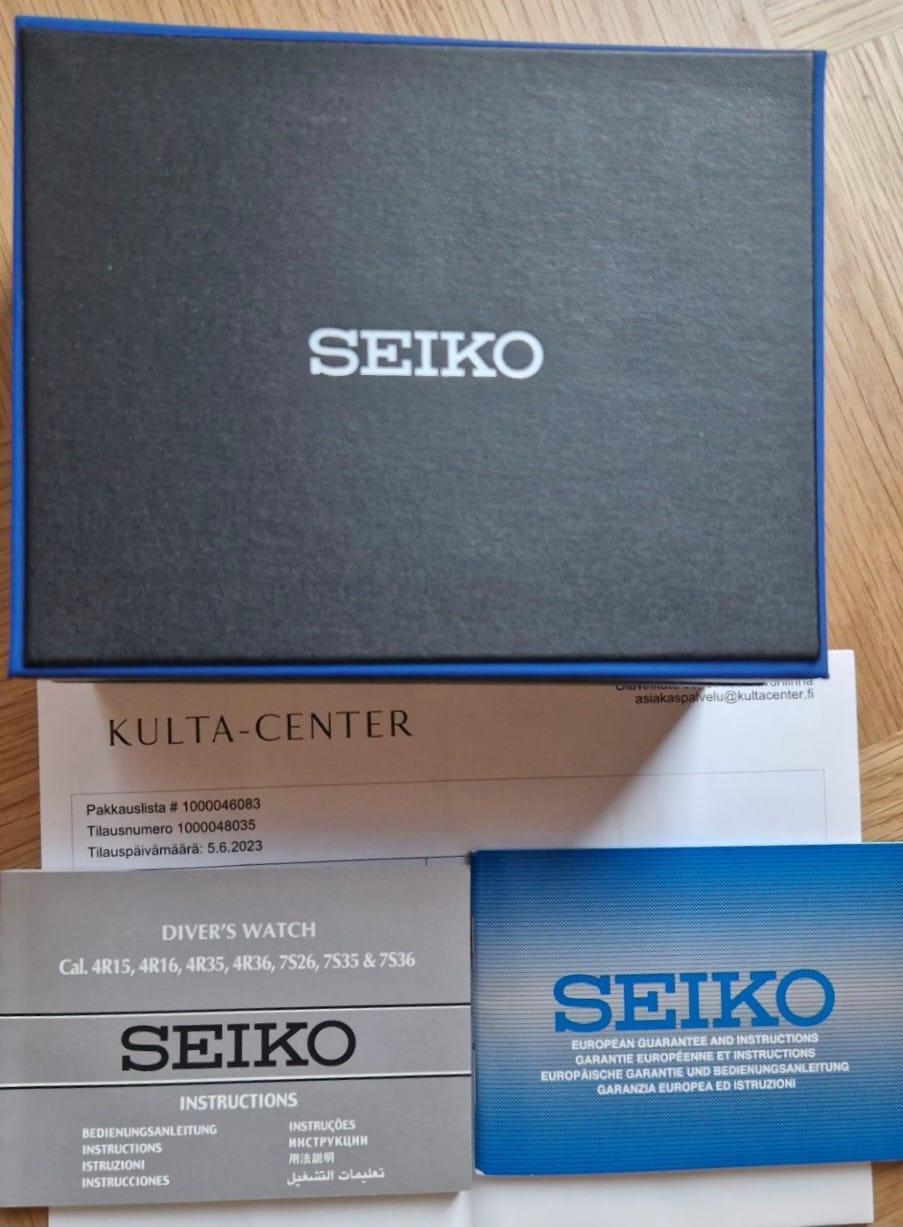 SEIKO
asiakaspalvelu@kultacenter.fi
KULTA-CENTER
Pakkauslista # 1000046083
Tilausnumero 1000048035
Tilauspäivämäärä: 5.6.2023
DIVER'S WATCH
Cal. 4R15, 4R16, 4R35, 4R36, 7S26, 7S35 & 7S36
SEIKO
INSTRUCTIONS
BEDIENUNGSANLEITUNG
INSTRUCTIONS
ISTRUZIONI
INSTRUCCIONES
INSTRUÇÕES
ИНСТРУКЦИИ
用法説明
تعليمات التشغيل
SEIKO
EUROPEAN GUARANTEE AND INSTRUCTIONS
GARANTIE EUROPÉENNE ET INSTRUCTIONS
EUROPÄISCHE GARANTIE UND BEDIENUNGSANLEITUNG
GARANZIA EUROPEA ED ISTRUZIONI